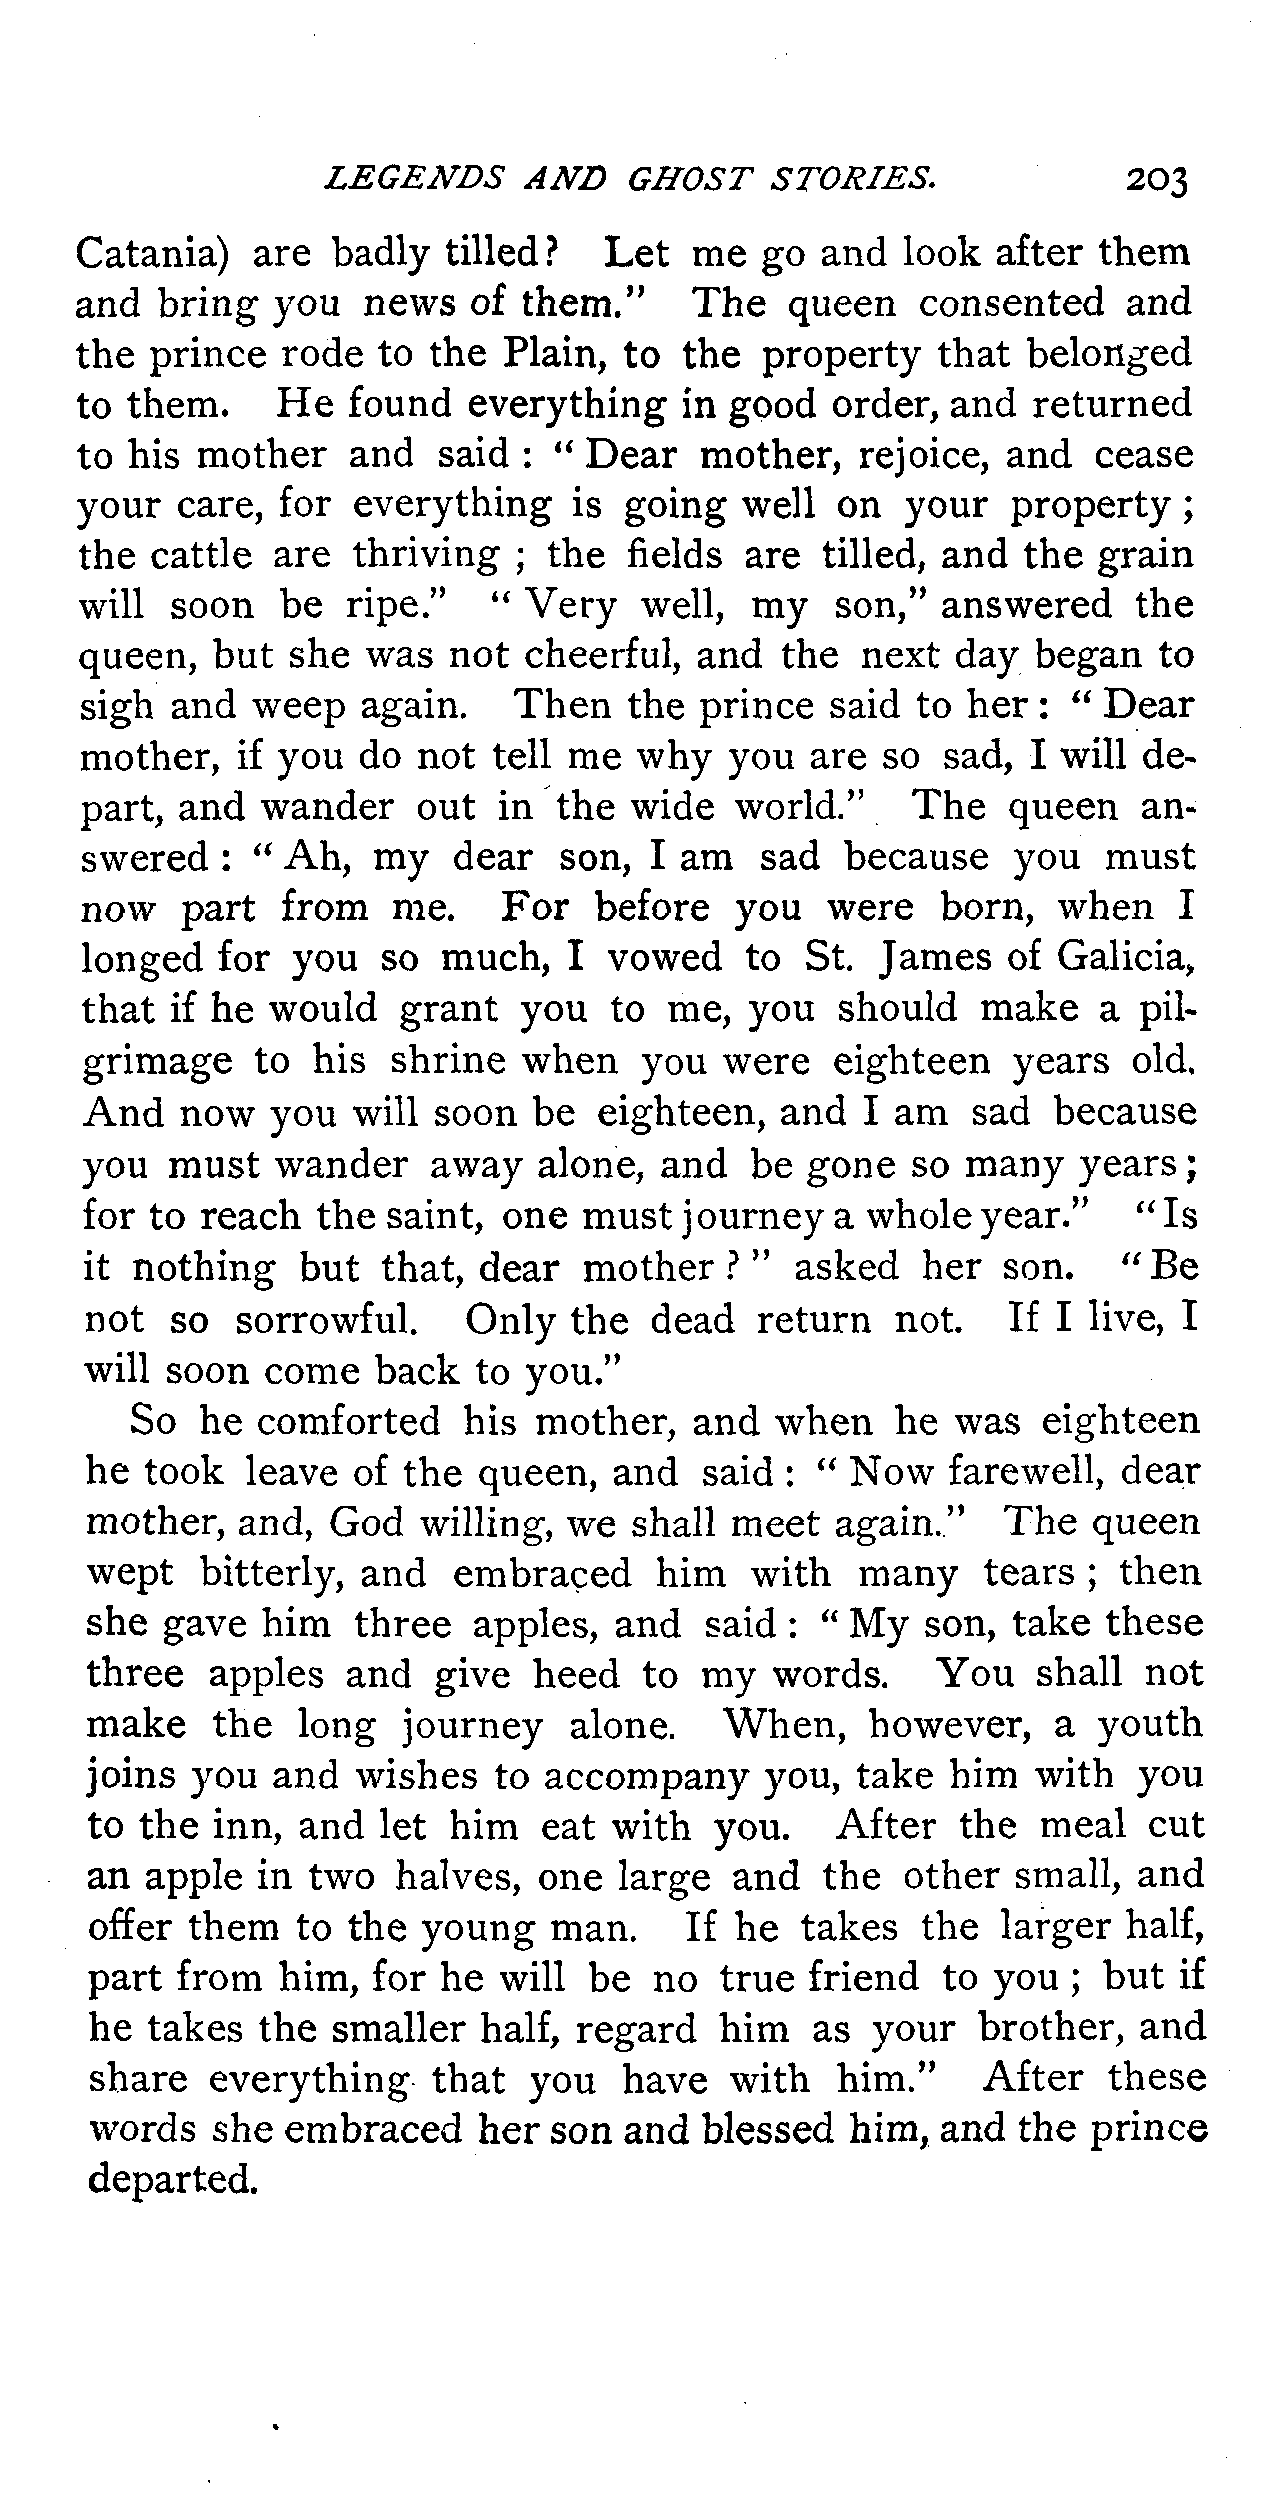 LEGENDS AND GHOST STORIES. 203
Catania) are badly tilled? Let me go and look after them
and bring you news of them." The queen consented and
the prince rode to the Plain, to the property that belonged
to them. He found everything in good order, and returned
to his mother and said : " Dear mother, rejoice, and cease
your care, for everything is going well on your property ;
the cattle are thriving ; the fields are tilled, and the grain
will soon be ripe." " Very well, my son," answered the
queen, but she was not cheerful, and the next day began to
sigh and weep again. Then the prince said to her : " Dear
mother, if you do not tell me why you are so sad, I will de-
part, and wander out in the wide world." The queen an-
swered : " Ah, my dear son, I am sad because you must
now part from me. For before you were born, when I
longed for you so much, I vowed to St. James of Galicia,
that if he would grant you to me, you should make a pil-
grimage to his shrine when you were eighteen years old.
And now you will soon be eighteen, and I am sad because
you must wander away alone, and be gone so many years ;
for to reach the saint, one must journey a whole year." " Is
it nothing but that, dear mother ? " asked her son. " Be
not so sorrowful. Only the dead return not. If I live, I
will soon come back to you."
So he comforted his mother, and when he was eighteen
he took leave of the queen, and said : " Now farewell, dear
mother, and, God willing, we shall meet again." The queen
wept bitterly, and embraced him with many tears ; then
she gave him three apples, and said : " My son, take these
three apples and give heed to my words. You shall not
make the long journey alone. When, however, a youth
joins you and wishes to accompany you, take him with you
to the inn, and let him eat with you. After the meal cut
an apple in two halves, one large and the other small, and
offer them to the young man. If he takes the larger half,
part from him, for he will be no true friend to you ; but if
he takes the smaller half, regard him as your brother, and
share everything that you have with him." After these
words she embraced her son and blessed him, and the prince
departed.